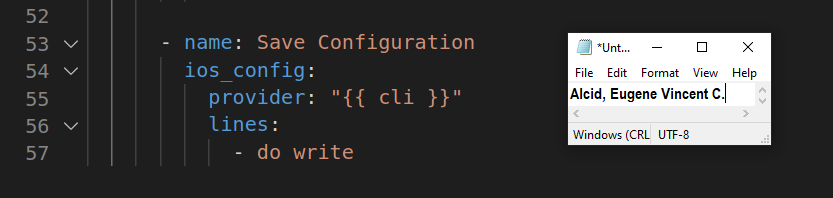 52
53 - name: Save Configuration
54 ios_config:
55 provider: "{{ cli }}"
56 lines:
57 - do write
*Unt...
File Edit Format View Help
Alcid, Eugene Vincent C.
Windows (CRL UTF-8